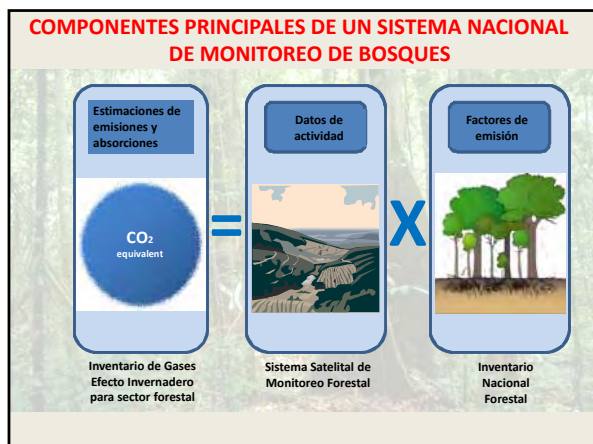 COMPONENTES PRINCIPALES DE UN SISTEMA NACIONAL
DE MONITOREO DE BOSQUES
Estimaciones de
emisiones y
absorciones
CO₂
equivalent
=
Datos de
actividad
X
Factores de
emisión
Inventario de Gases
Efecto Invernadero
para sector forestal
Sistema Satelital de
Monitoreo Forestal
Inventario
Nacional
Forestal